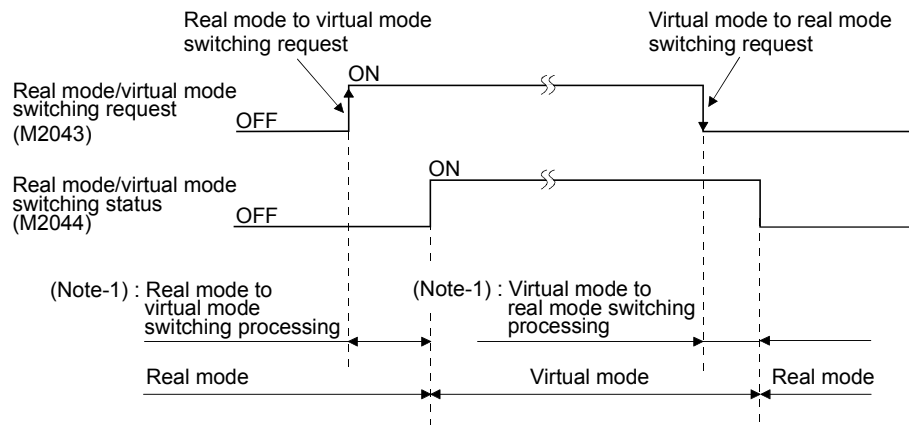 Real mode to virtual mode
switching request
Virtual mode to real mode
switching request
Real mode/virtual mode
switching request
(M2043)
OFF
ON
Real mode/virtual mode
switching status
(M2044)
OFF
ON
(Note-1) : Real mode to
virtual mode
switching processing
(Note-1) : Virtual mode to
real mode switching
processing
Real mode
Virtual mode
Real mode